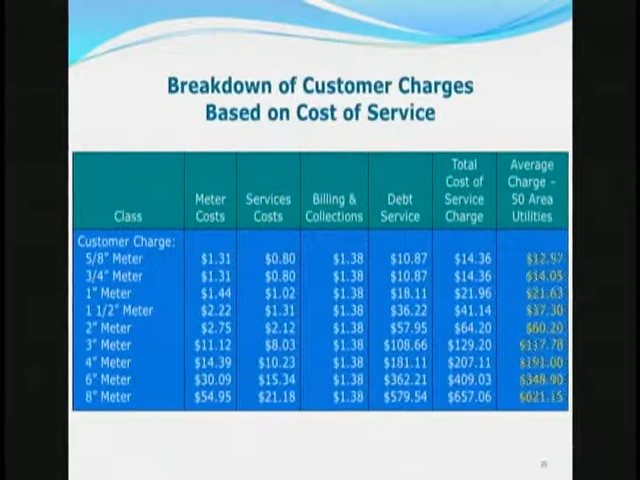 Breakdown of Customer Charges
Based on Cost of Service
Class Meter Costs Services Costs Billing & Collections Debt Service Total Cost of Service Charge Average Charge – 50 Area Utilities
Customer Charge:
5/8" Meter $1.31 $0.80 $1.38 $10.87 $14.36 $12.97
3/4" Meter $1.31 $0.80 $1.38 $10.87 $14.36 $14.05
1" Meter $1.44 $1.02 $1.38 $18.11 $21.96 $21.63
1 1/2" Meter $2.22 $1.31 $1.38 $36.22 $41.14 $37.30
2" Meter $2.75 $2.12 $1.38 $57.95 $64.20 $60.20
3" Meter $11.12 $8.03 $1.38 $108.66 $129.20 $117.78
4" Meter $14.39 $10.23 $1.38 $181.11 $207.11 $191.00
6" Meter $30.09 $15.34 $1.38 $362.21 $409.03 $348.90
8" Meter $54.95 $21.18 $1.38 $579.54 $657.06 $621.15